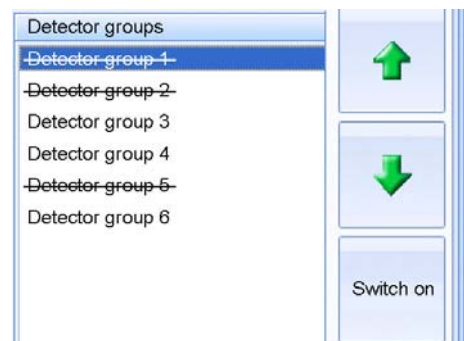 Detector groups
Detector group 1
Detector group 2
Detector group 3
Detector group 4
Detector group 5
Detector group 6
Switch on